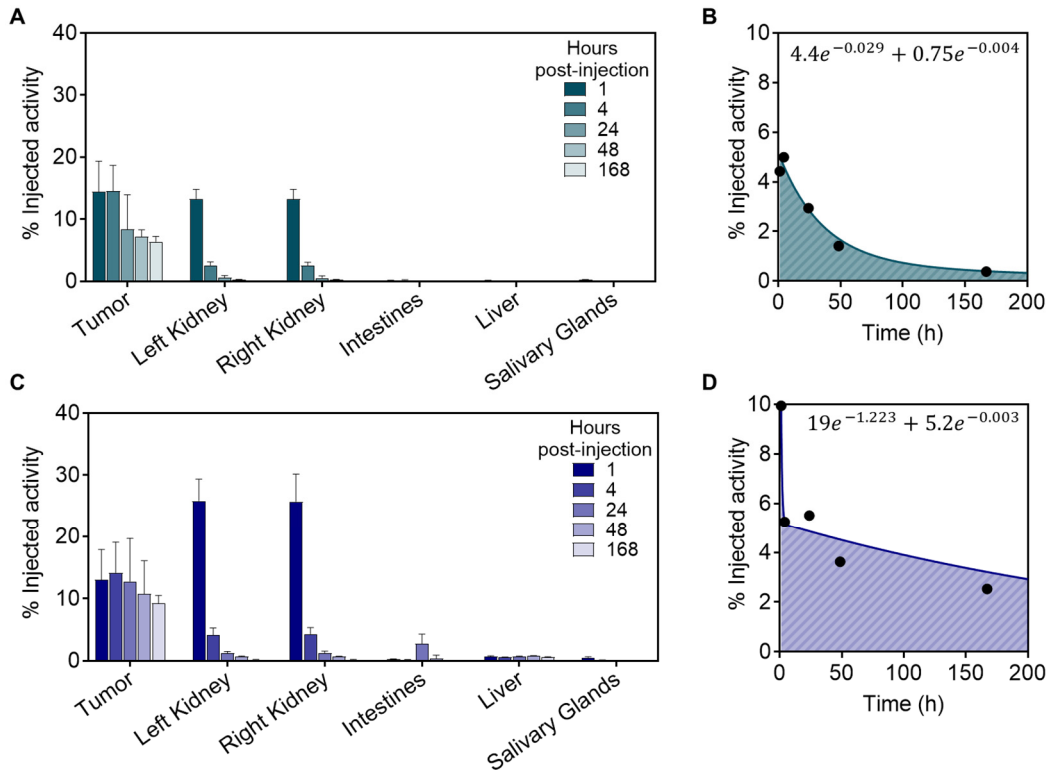 A
% Injected activity
40
30
20
10
0
Hours
post-injection
1
4
24
48
168
Tumor
Left Kidney
Right Kidney
Intestines
Liver
Salivary Glands
B
% Injected activity
10
8
6
4
2
0
4.4e^{-0.029} + 0.75e^{-0.004}
0 50 100 150 200
Time (h)
C
% Injected activity
40
30
20
10
0
Hours
post-injection
1
4
24
48
168
Tumor
Left Kidney
Right Kidney
Intestines
Liver
Salivary Glands
D
% Injected activity
10
8
6
4
2
0
19e^{-1.223} + 5.2e^{-0.003}
0 50 100 150 200
Time (h)